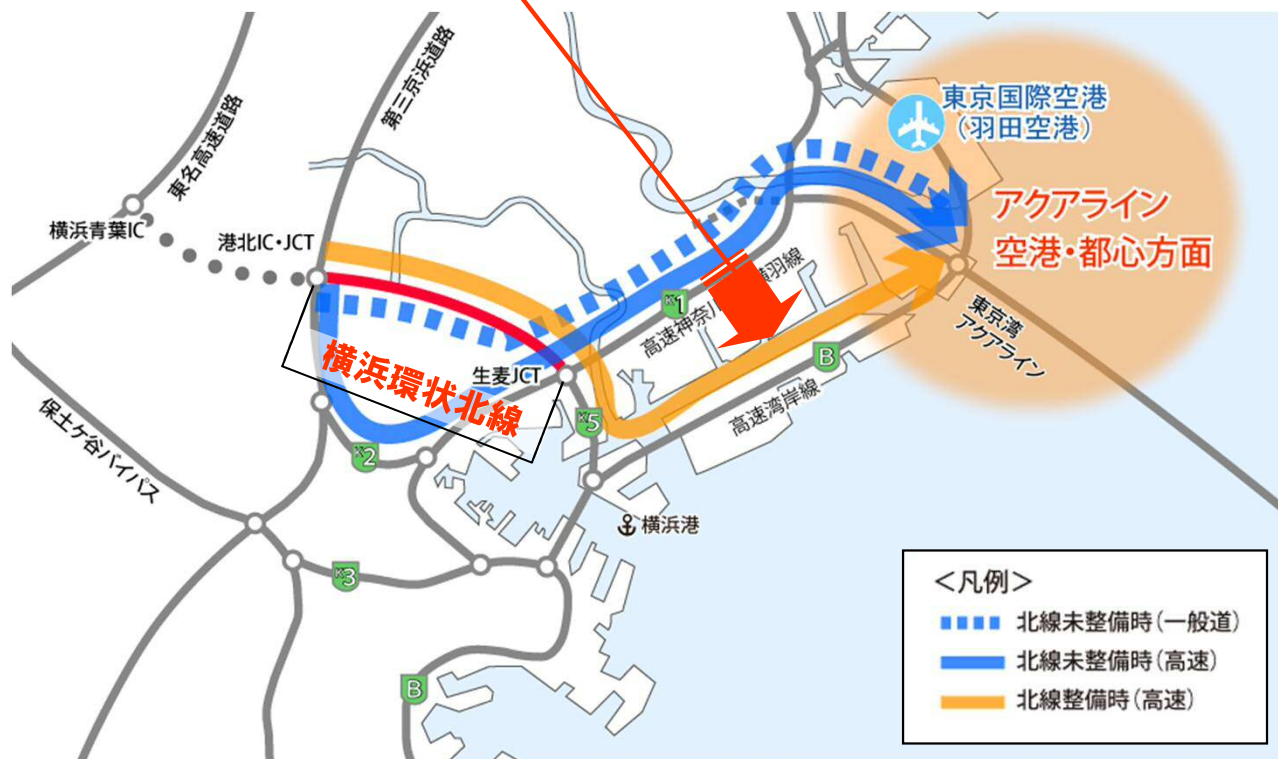 東名高速道路
第三京浜道路
東京国際空港
（羽田空港）
横浜青葉IC
港北IC・JCT
アクアライン
空港・都心方面
K1
高速神奈川
横羽線
東京湾
アクアライン
横浜環状北線
生麦JCT
B
高速湾岸線
K5
保土ヶ谷バイパス
K2
横浜港
K3
B
＜凡例＞
北線未整備時（一般道）
北線未整備時（高速）
北線整備時（高速）